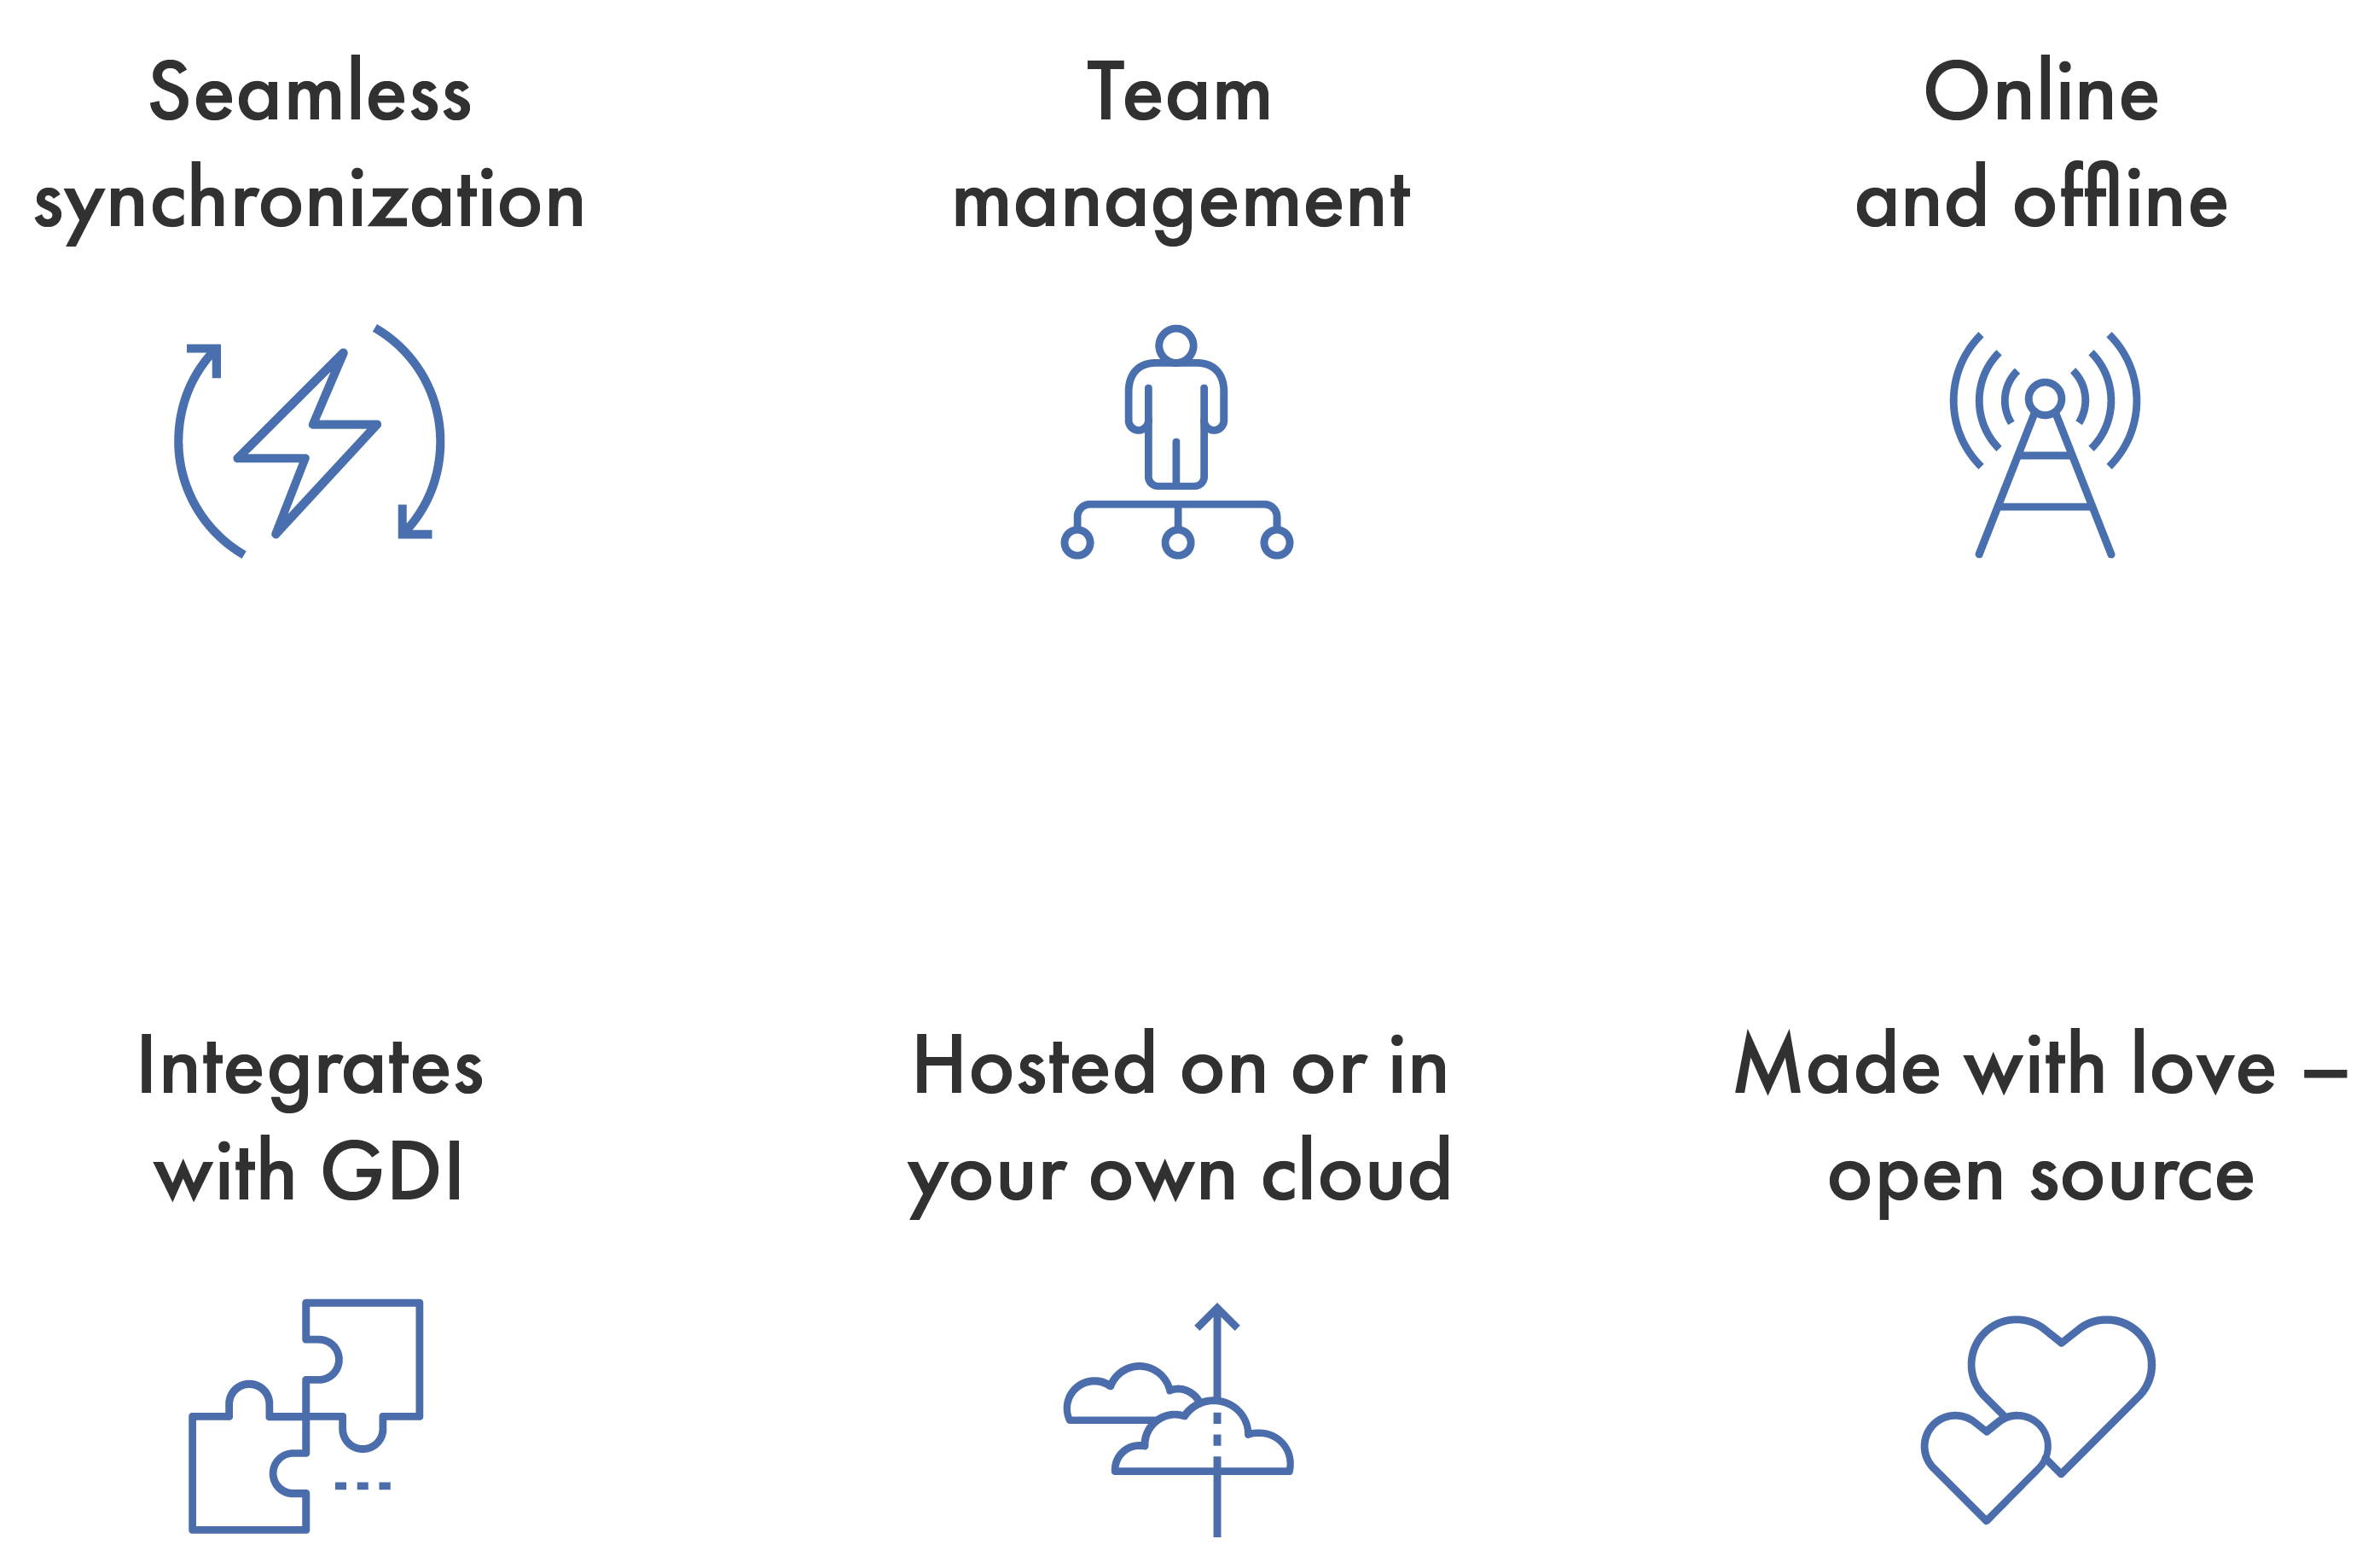 Seamless
synchronization
Team
management
Online
and offline
Integrates
with GDI
Hosted on or in
your own cloud
Made with love –
open source